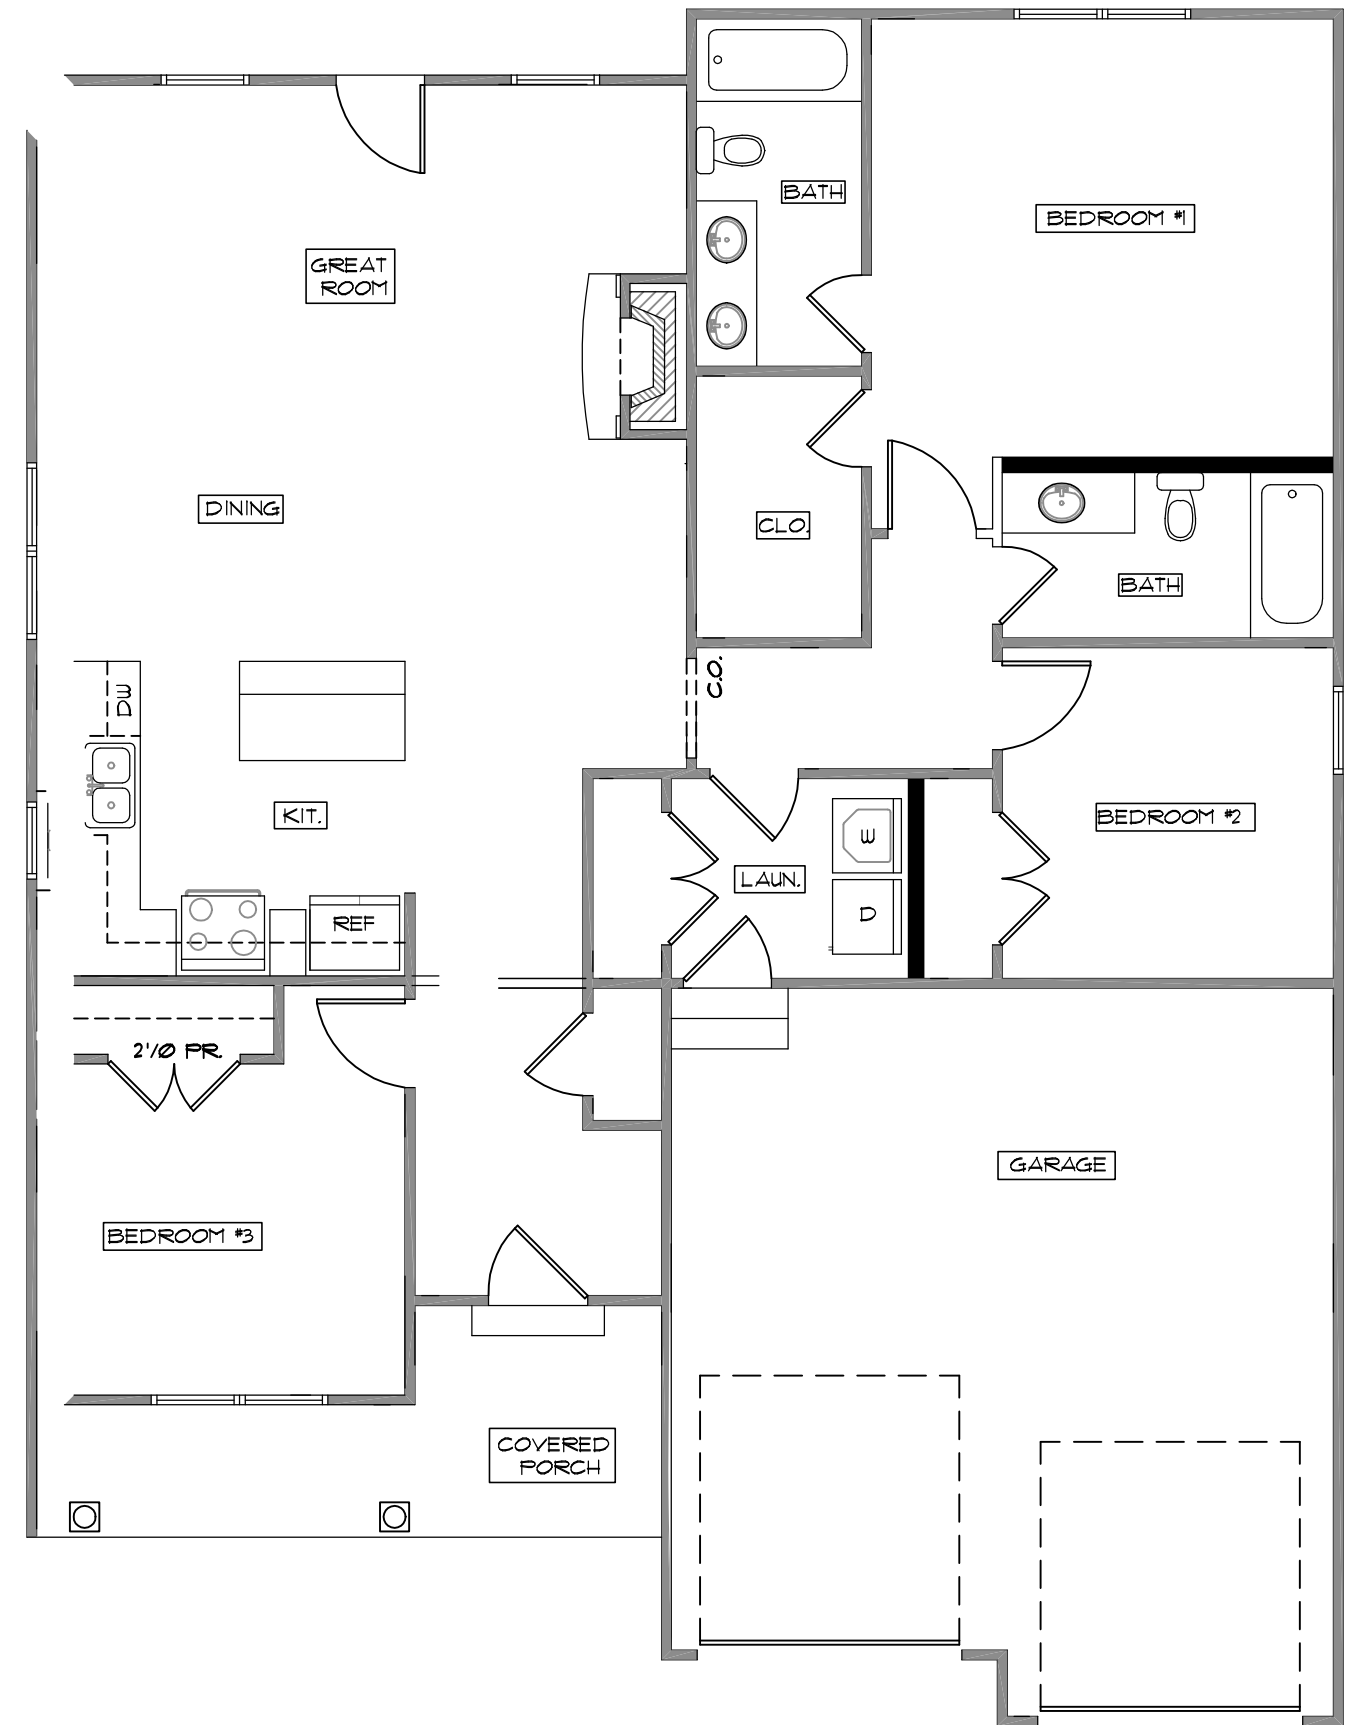 BATH
BEDROOM #1
GREAT
ROOM
DINING
CLO.
BATH
C.O.
DW
KIT.
BEDROOM #2
W
LAUN.
D
REF
2'/0 PR.
GARAGE
BEDROOM #3
COVERED
PORCH